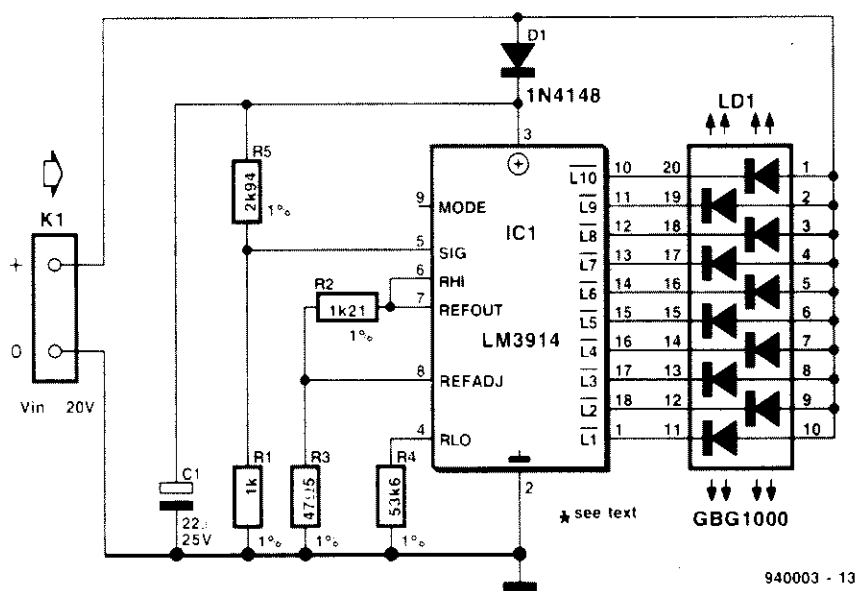 D1
1N4148
LD1
3
R5
2k94
1%
K1
+
0
Vin 20V
9 MODE
5 SIG
6 RHI
7 REFOUT
8 REFADJ
4 RLO
IC1
LM3914
2
R2
1k21
1%
L10 10 20 1
L9 11 19 2
L8 12 18 3
L7 13 17 4
L6 14 16 5
L5 15 15 6
L4 16 14 7
L3 17 13 8
L2 18 12 9
L1 1 11 10
C1
25V
R1
1k
1%
R3
1%
R4
53k6
1%
* see text
GBG1000
940003 - 13